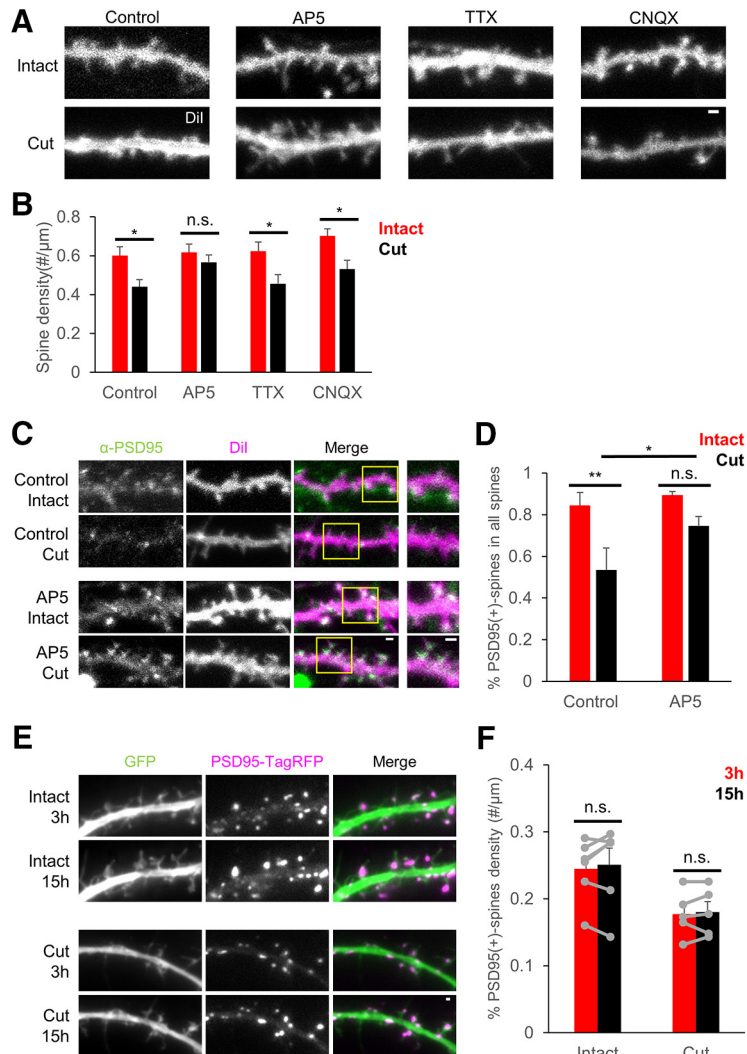 A
Control AP5 TTX CNQX
Intact
DiI
Cut
B
Spine density(#/μm)
0.8
0.6
0.4
0.2
0
* n.s. * *
Intact
Cut
Control AP5 TTX CNQX
C
α-PSD95 DiI Merge
Control
Intact
Control
Cut
AP5
Intact
AP5
Cut
D
Intact
Cut
% PSD95(+)-spines in all spines
1
0.8
0.6
0.4
0.2
0
*
** n.s.
Control AP5
E
GFP PSD95-TagRFP Merge
Intact
3h
Intact
15h
Cut
3h
Cut
15h
F
3h
15h
% PSD95(+)-spines density (#/μm)
0.4
0.3
0.2
0.1
0
n.s.
n.s.
Intact Cut